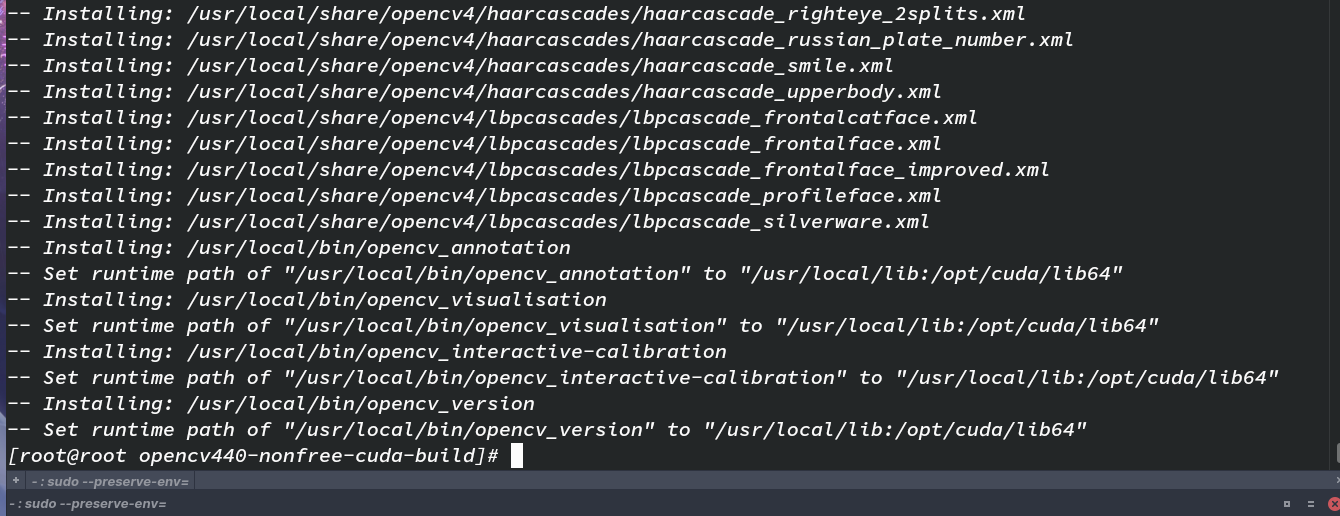 -- Installing: /usr/local/share/opencv4/haarcascades/haarcascade_righteye_2splits.xml
-- Installing: /usr/local/share/opencv4/haarcascades/haarcascade_russian_plate_number.xml
-- Installing: /usr/local/share/opencv4/haarcascades/haarcascade_smile.xml
-- Installing: /usr/local/share/opencv4/haarcascades/haarcascade_upperbody.xml
-- Installing: /usr/local/share/opencv4/lbpcascades/lbpcascade_frontalcatface.xml
-- Installing: /usr/local/share/opencv4/lbpcascades/lbpcascade_frontalface.xml
-- Installing: /usr/local/share/opencv4/lbpcascades/lbpcascade_frontalface_improved.xml
-- Installing: /usr/local/share/opencv4/lbpcascades/lbpcascade_profileface.xml
-- Installing: /usr/local/share/opencv4/lbpcascades/lbpcascade_silverware.xml
-- Installing: /usr/local/bin/opencv_annotation
-- Set runtime path of "/usr/local/bin/opencv_annotation" to "/usr/local/lib:/opt/cuda/lib64"
-- Installing: /usr/local/bin/opencv_visualisation
-- Set runtime path of "/usr/local/bin/opencv_visualisation" to "/usr/local/lib:/opt/cuda/lib64"
-- Installing: /usr/local/bin/opencv_interactive-calibration
-- Set runtime path of "/usr/local/bin/opencv_interactive-calibration" to "/usr/local/lib:/opt/cuda/lib64"
-- Installing: /usr/local/bin/opencv_version
-- Set runtime path of "/usr/local/bin/opencv_version" to "/usr/local/lib:/opt/cuda/lib64"
[root@root opencv440-nonfree-cuda-build]#
+ - : sudo --preserve-env=
- : sudo --preserve-env=